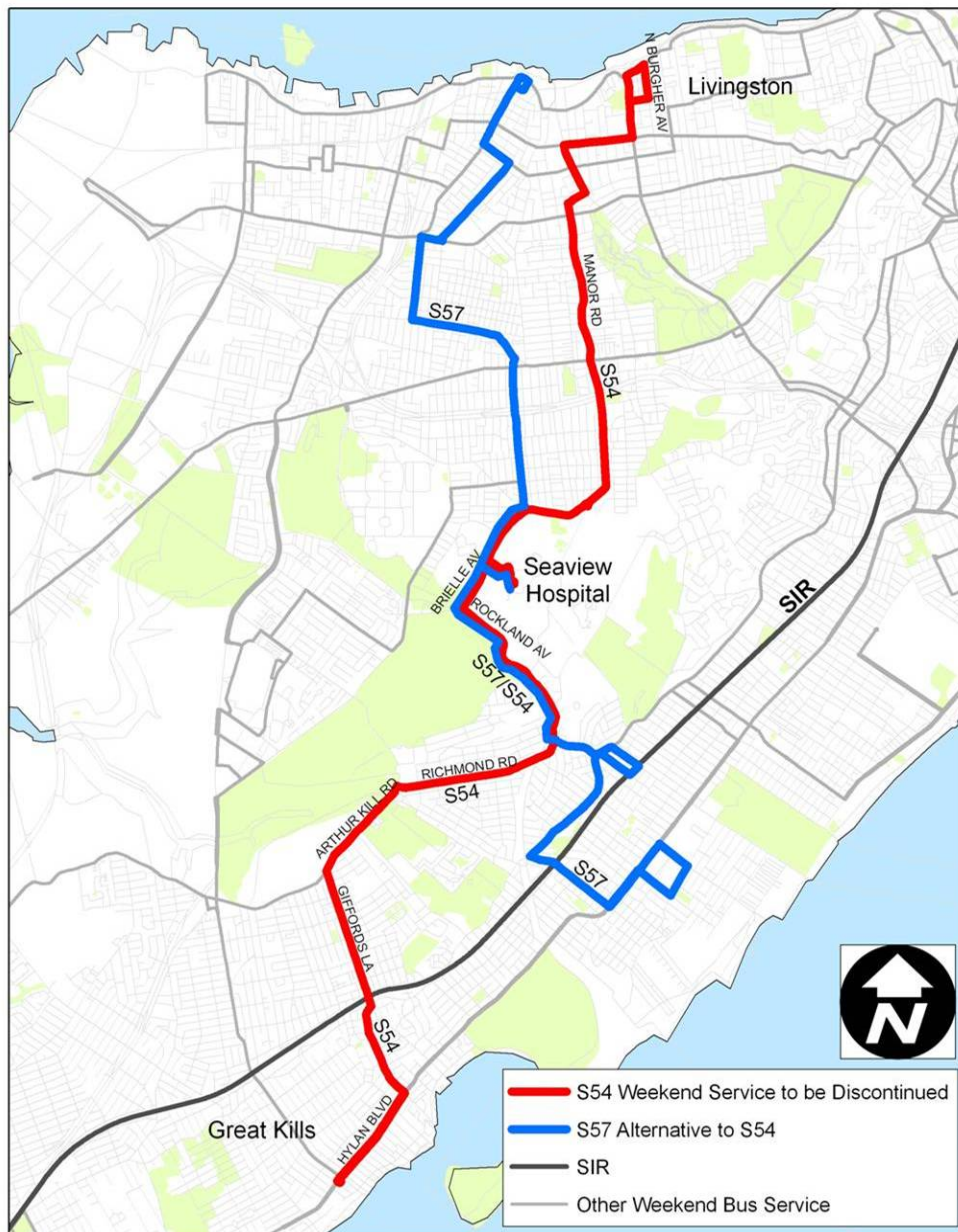 N BURGHER AV
Livingston
MANOR RD
S57
S54
Seaview
Hospital
BRIELLE AV
ROCKLAND AV
SIR
S57/S54
RICHMOND RD
S54
ARTHUR KILL RD
S57
GIFFORDS LA
S54
HYLAN BLVD
Great Kills
N
S54 Weekend Service to be Discontinued
S57 Alternative to S54
SIR
Other Weekend Bus Service